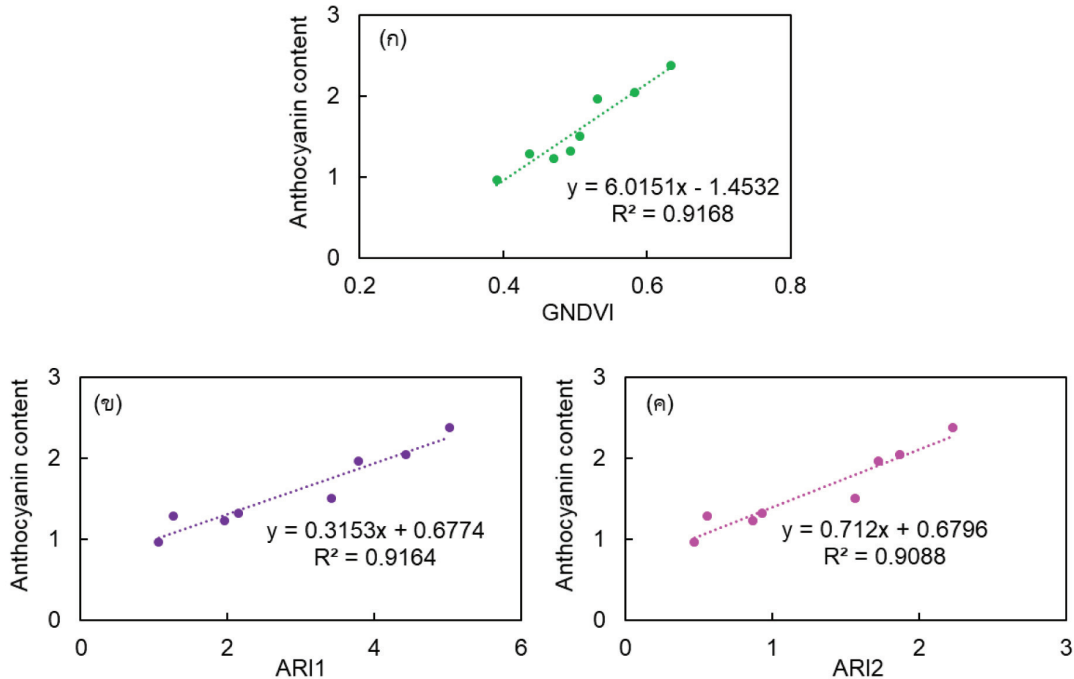 (ก)
Anthocyanin content
3
2
1
0
y = 6.0151x - 1.4532
R² = 0.9168
0.2 0.4 0.6 0.8
GNDVI
(ข)
Anthocyanin content
3
2
1
0
y = 0.3153x + 0.6774
R² = 0.9164
0 2 4 6
ARI1
(ค)
Anthocyanin content
3
2
1
0
y = 0.712x + 0.6796
R² = 0.9088
0 1 2 3
ARI2